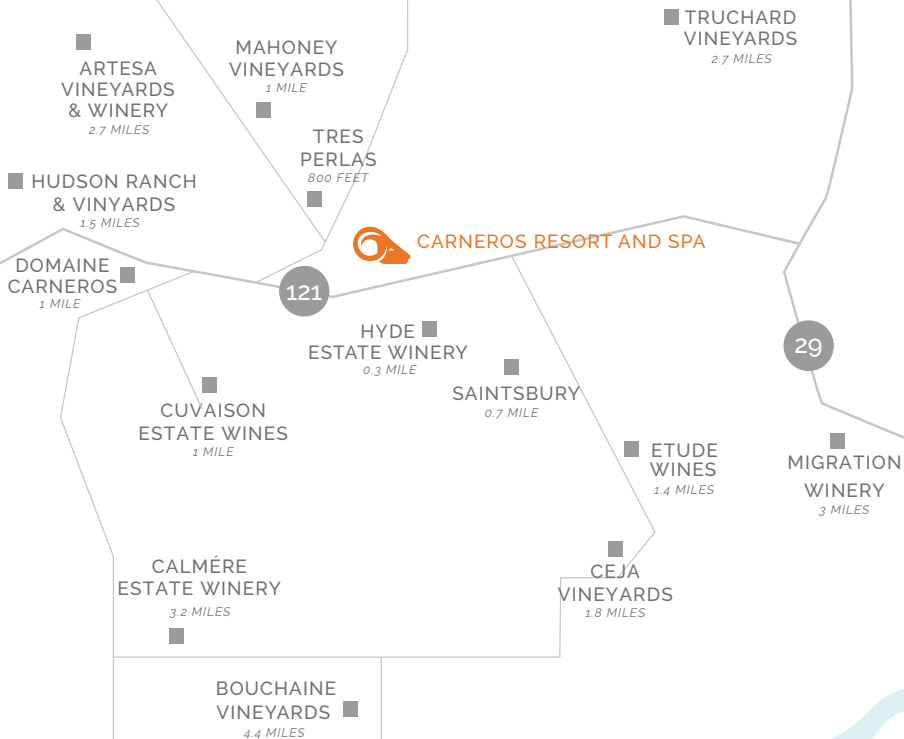 TRUCHARD
VINEYARDS
2.7 MILES
ARTESA
VINEYARDS
& WINERY
2.7 MILES
MAHONEY
VINEYARDS
1 MILE
TRES
PERLAS
800 FEET
HUDSON RANCH
& VINYARDS
1.5 MILES
CARNEROS RESORT AND SPA
DOMAINE
CARNEROS
1 MILE
121
29
HYDE
ESTATE WINERY
0.3 MILE
SAINTSBURY
0.7 MILE
CUVAISON
ESTATE WINES
1 MILE
ETUDE
WINES
1.4 MILES
MIGRATION
WINERY
3 MILES
CALMÉRE
ESTATE WINERY
3.2 MILES
CEJA
VINEYARDS
1.8 MILES
BOUCHAINE
VINEYARDS
4.4 MILES